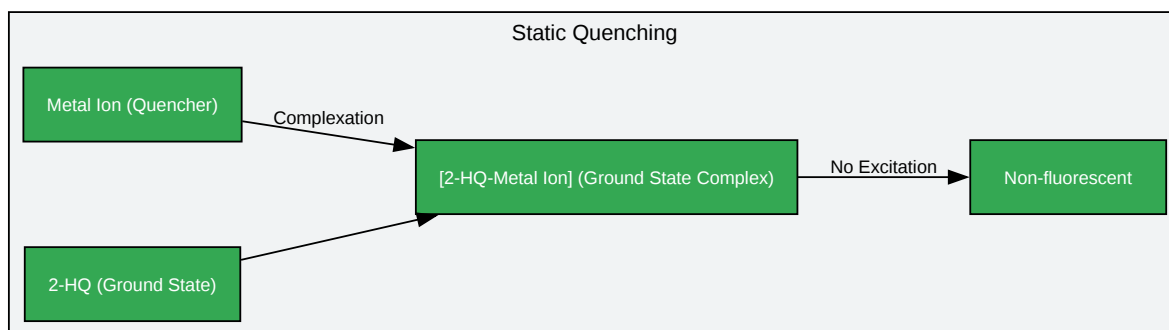 Static Quenching
Metal Ion (Quencher)
Complexation
[2-HQ-Metal Ion] (Ground State Complex)
No Excitation
Non-fluorescent
2-HQ (Ground State)